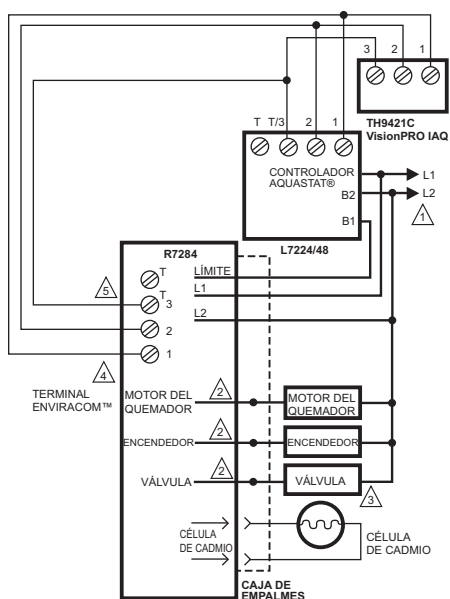 3 2 1
TH9421C
VisionPRO IAQ
T T/3 2 1
CONTROLADOR
AQUASTAT®
L1
B2 L2
1
B1
L7224/48
R7284
T
LÍMITE
5
T
3
L1
2
L2
1
4
TERMINAL
ENVIRACOM™
MOTOR DEL
QUEMADOR
2
MOTOR DEL
QUEMADOR
ENCENDEDOR
2
ENCENDEDOR
VÁLVULA
2
VÁLVULA
3
CÉLULA
DE CADMIO
CÉLULA
DE CADMIO
CAJA DE
EMPALMES